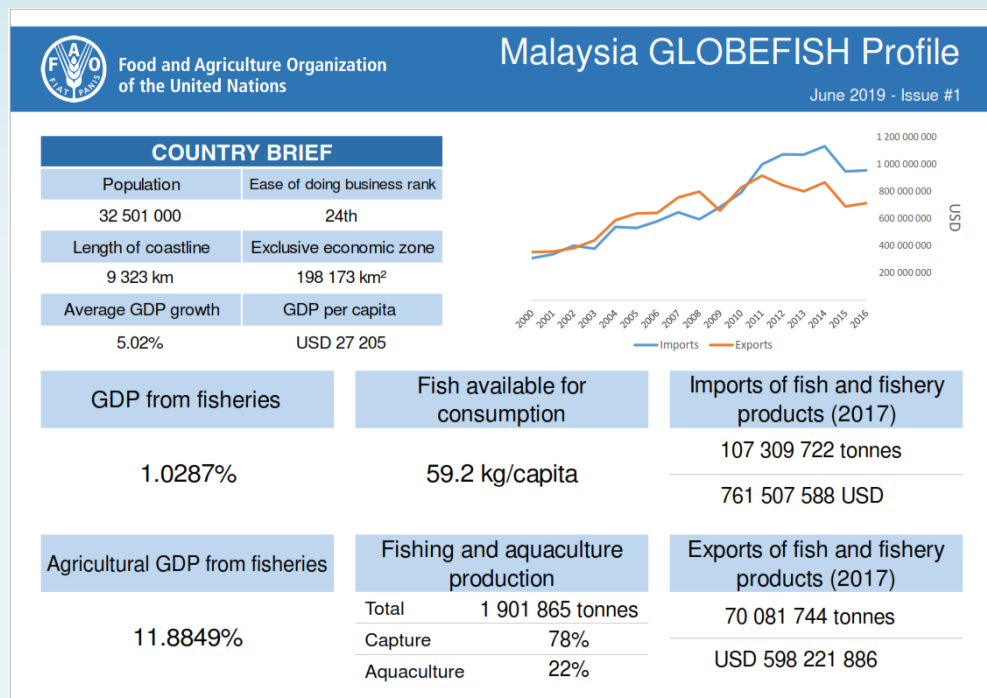 FAO
FIAT PANIS
Food and Agriculture Organization
of the United Nations
Malaysia GLOBEFISH Profile
June 2019 - Issue #1
COUNTRY BRIEF
Population
Ease of doing business rank
32 501 000
24th
Length of coastline
Exclusive economic zone
9 323 km
198 173 km²
Average GDP growth
GDP per capita
5.02%
USD 27 205
1 200 000 000
1 000 000 000
800 000 000
600 000 000
400 000 000
200 000 000
USD
2000
2001
2002
2003
2004
2005
2006
2007
2008
2009
2010
2011
2012
2013
2014
2015
2016
Imports
Exports
GDP from fisheries
1.0287%
Fish available for
consumption
59.2 kg/capita
Imports of fish and fishery
products (2017)
107 309 722 tonnes
761 507 588 USD
Agricultural GDP from fisheries
11.8849%
Fishing and aquaculture
production
Total 1 901 865 tonnes
Capture 78%
Aquaculture 22%
Exports of fish and fishery
products (2017)
70 081 744 tonnes
USD 598 221 886